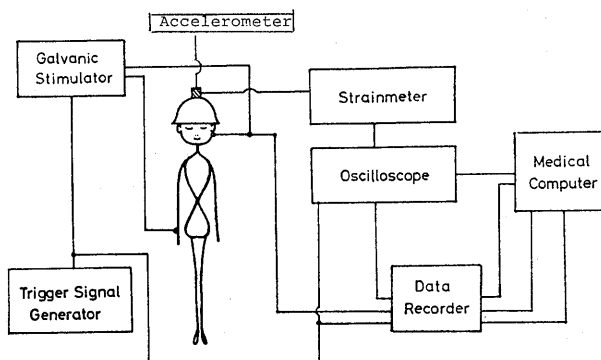 Accelerometer
Galvanic
Stimulator
Strainmeter
Oscilloscope
Medical
Computer
Trigger Signal
Generator
Data
Recorder